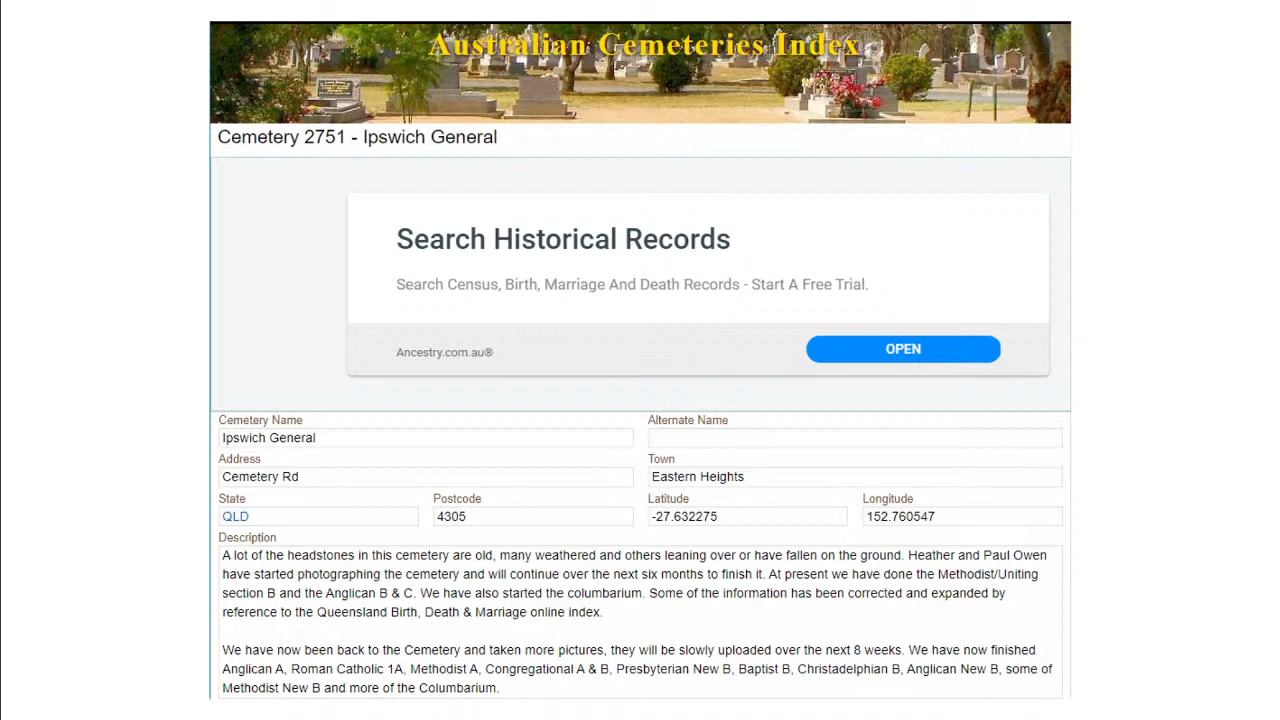 Australian Cemeteries Index
Cemetery 2751 - Ipswich General
Search Historical Records
Search Census, Birth, Marriage And Death Records - Start A Free Trial.
Ancestry.com.au®
OPEN
Cemetery Name
Alternate Name
Ipswich General
Address
Town
Cemetery Rd
Eastern Heights
State
Postcode
Latitude
Longitude
QLD
4305
-27.632275
152.760547
Description
A lot of the headstones in this cemetery are old, many weathered and others leaning over or have fallen on the ground. Heather and Paul Owen
have started photographing the cemetery and will continue over the next six months to finish it. At present we have done the Methodist/Uniting
section B and the Anglican B & C. We have also started the columbarium. Some of the information has been corrected and expanded by
reference to the Queensland Birth, Death & Marriage online index.
We have now been back to the Cemetery and taken more pictures, they will be slowly uploaded over the next 8 weeks. We have now finished
Anglican A, Roman Catholic 1A, Methodist A, Congregational A & B, Presbyterian New B, Baptist B, Christadelphian B, Anglican New B, some of
Methodist New B and more of the Columbarium.